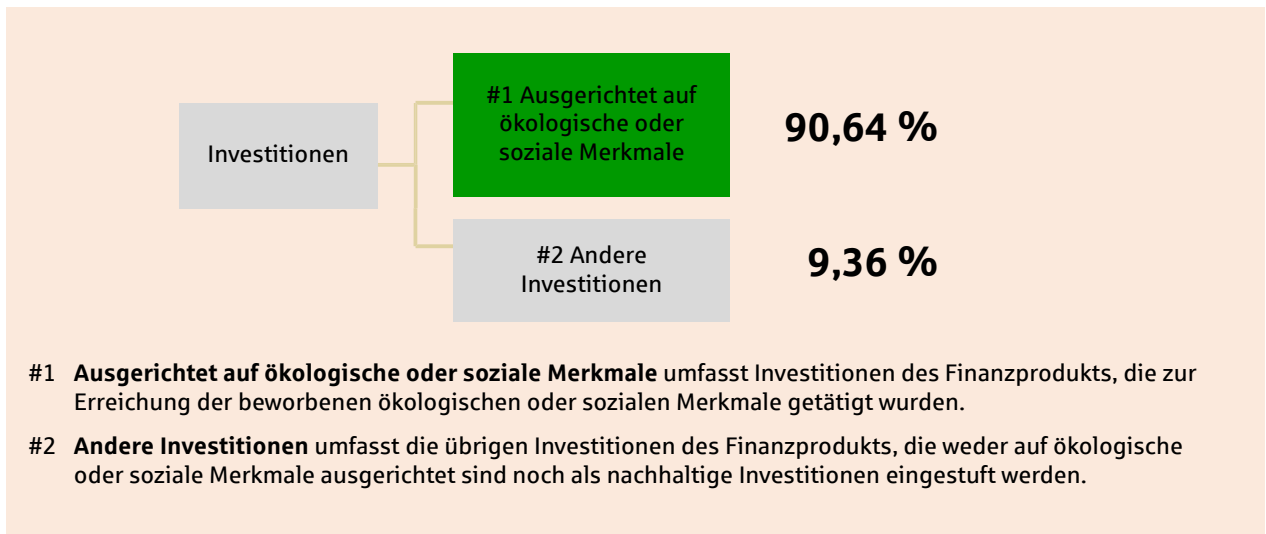 #1 Ausgerichtet auf
ökologische oder
soziale Merkmale
90,64 %
Investitionen
#2 Andere
Investitionen
9,36 %
#1 Ausgerichtet auf ökologische oder soziale Merkmale umfasst Investitionen des Finanzprodukts, die zur
Erreichung der beworbenen ökologischen oder sozialen Merkmale getätigt wurden.
#2 Andere Investitionen umfasst die übrigen Investitionen des Finanzprodukts, die weder auf ökologische
oder soziale Merkmale ausgerichtet sind noch als nachhaltige Investitionen eingestuft werden.